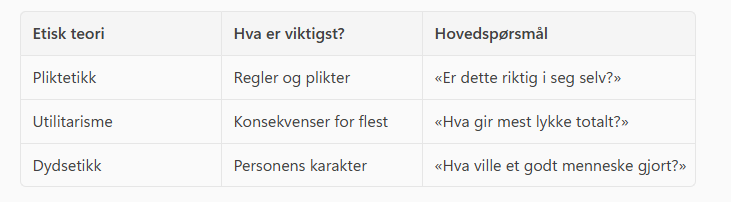 Etisk teori Hva er viktigst? Hovedspørsmål
Pliktetikk Regler og plikter «Er dette riktig i seg selv?»
Utilitarisme Konsekvenser for flest «Hva gir mest lykke totalt?»
Dydsetikk Personens karakter «Hva ville et godt menneske gjort?»